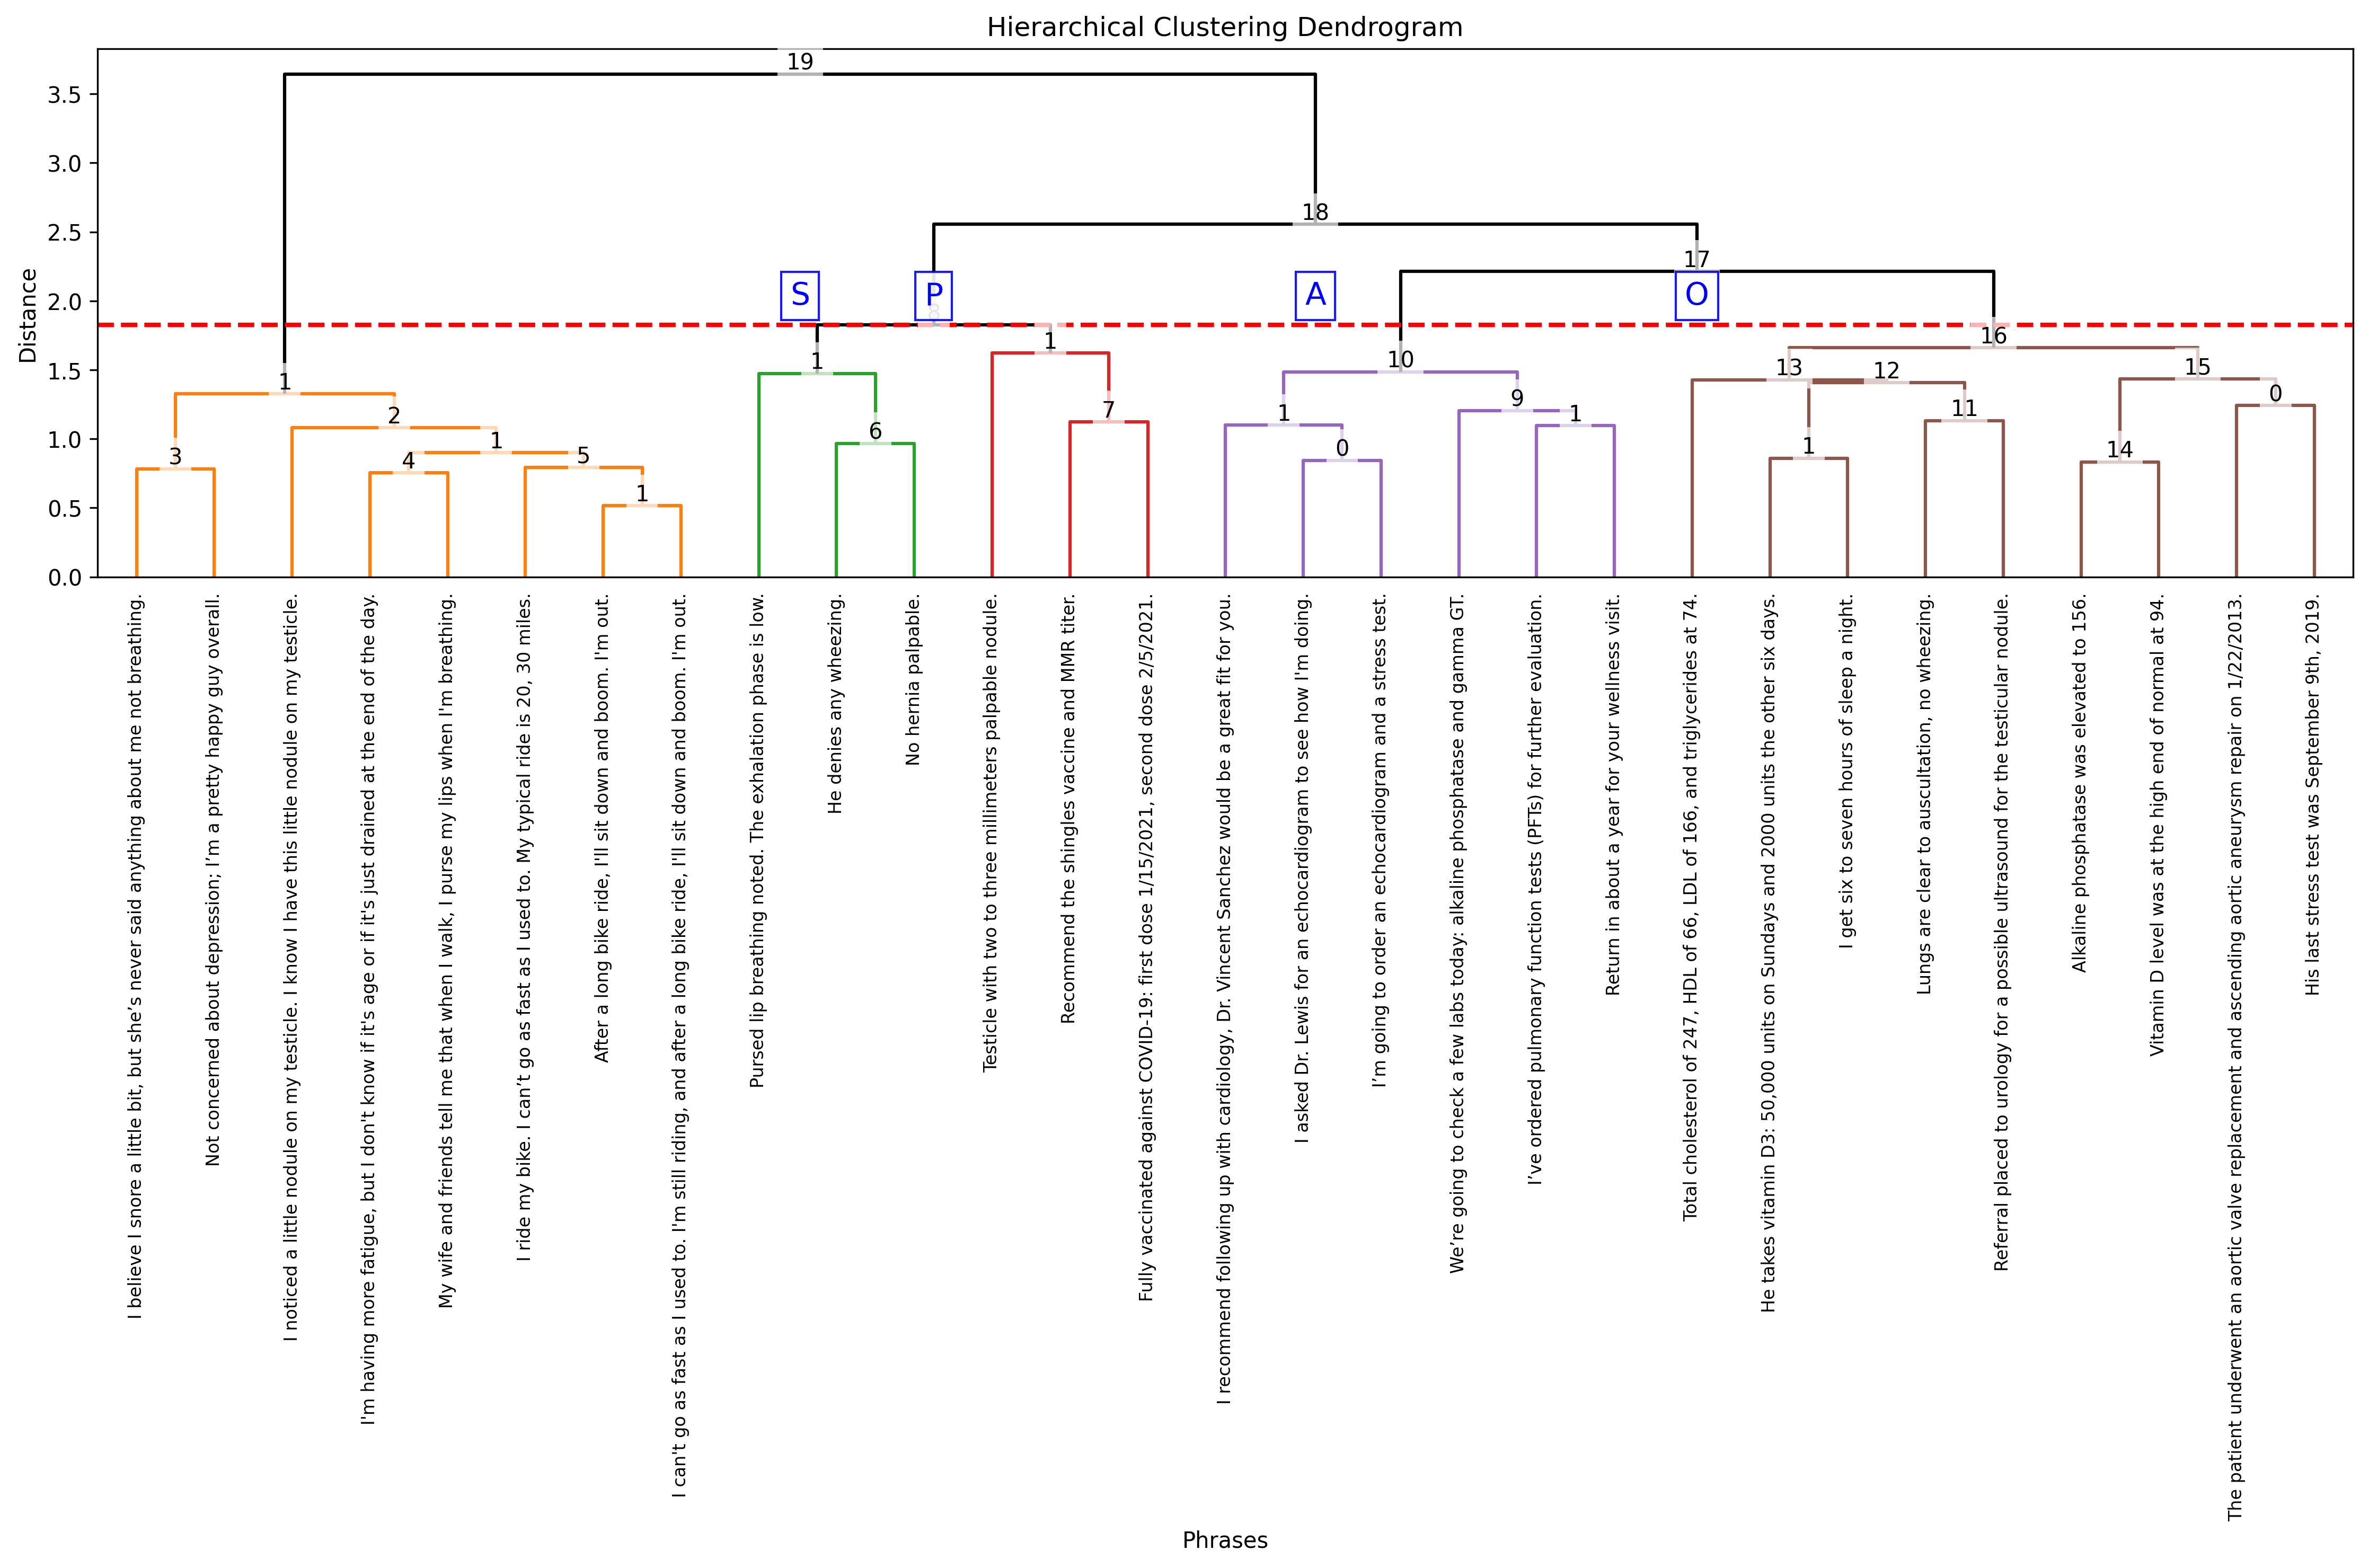 Hierarchical Clustering Dendrogram
19
3.5
3.0
18
2.5
17
S
P
A
O
2.0
16
1
1
10
13
12
15
1.5
1
2
7
1
9
1
11
0
3
4
1
5
6
0
1
14
1.0
1
0.5
0.0
Distance
I believe I snore a little bit, but she’s never said anything about me not breathing.
Not concerned about depression; I’m a pretty happy guy overall.
I noticed a little nodule on my testicle. I know I have this little nodule on my testicle.
I'm having more fatigue, but I don't know if it's age or if it's just drained at the end of the day.
My wife and friends tell me that when I walk, I purse my lips when I'm breathing.
I ride my bike. I can’t go as fast as I used to. My typical ride is 20, 30 miles.
After a long bike ride, I'll sit down and boom. I'm out.
I can't go as fast as I used to. I'm still riding, and after a long bike ride, I'll sit down and boom. I'm out.
Pursed lip breathing noted. The exhalation phase is low.
He denies any wheezing.
No hernia palpable.
Testicle with two to three millimeters palpable nodule.
Recommend the shingles vaccine and MMR titer.
Fully vaccinated against COVID-19: first dose 1/15/2021, second dose 2/5/2021.
I recommend following up with cardiology, Dr. Vincent Sanchez would be a great fit for you.
I asked Dr. Lewis for an echocardiogram to see how I'm doing.
I’m going to order an echocardiogram and a stress test.
We’re going to check a few labs today: alkaline phosphatase and gamma GT.
I’ve ordered pulmonary function tests (PFTs) for further evaluation.
Return in about a year for your wellness visit.
Total cholesterol of 247, HDL of 66, LDL of 166, and triglycerides at 74.
He takes vitamin D3: 50,000 units on Sundays and 2000 units the other six days.
I get six to seven hours of sleep a night.
Lungs are clear to auscultation, no wheezing.
Referral placed to urology for a possible ultrasound for the testicular nodule.
Alkaline phosphatase was elevated to 156.
Vitamin D level was at the high end of normal at 94.
The patient underwent an aortic valve replacement and ascending aortic aneurysm repair on 1/22/2013.
His last stress test was September 9th, 2019.
Phrases